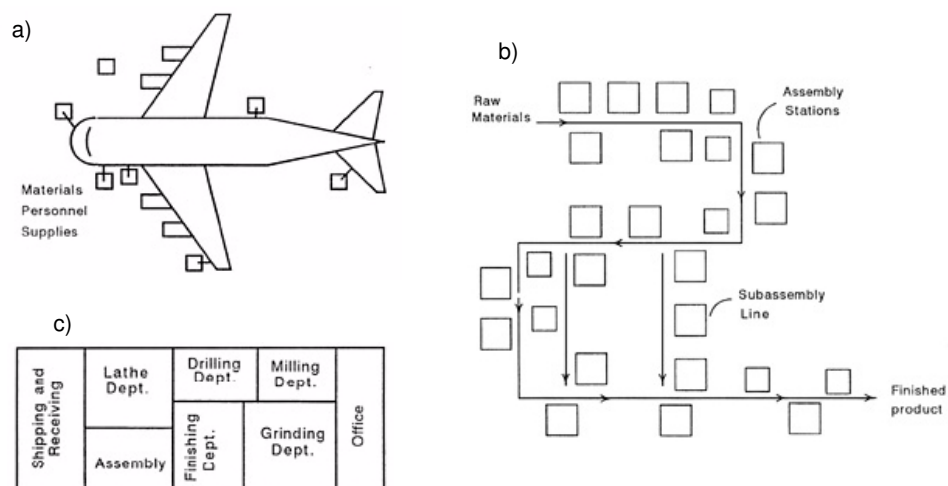 a)
Materials
Personnel
Supplies
b)
Raw
Materials
Assembly
Stations
Subassembly
Line
Finished
product
c)
Shipping and
Receiving
Lathe
Dept.
Assembly
Drilling
Dept.
Finishing
Dept.
Milling
Dept.
Grinding
Dept.
Office